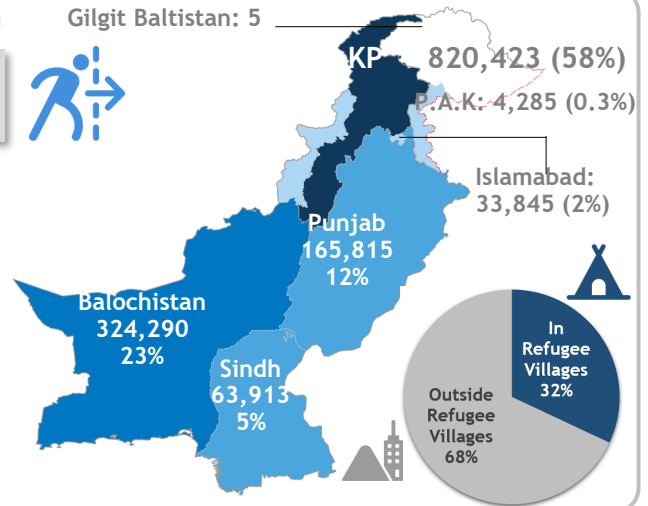 Gilgit Baltistan: 5
KP 820,423 (58%)
P.A.K: 4,285 (0.3%)
Islamabad:
33,845 (2%)
Punjab
165,815
12%
Balochistan
324,290
23%
Sindh
63,913
5%
In
Refugee
Villages
32%
Outside
Refugee
Villages
68%